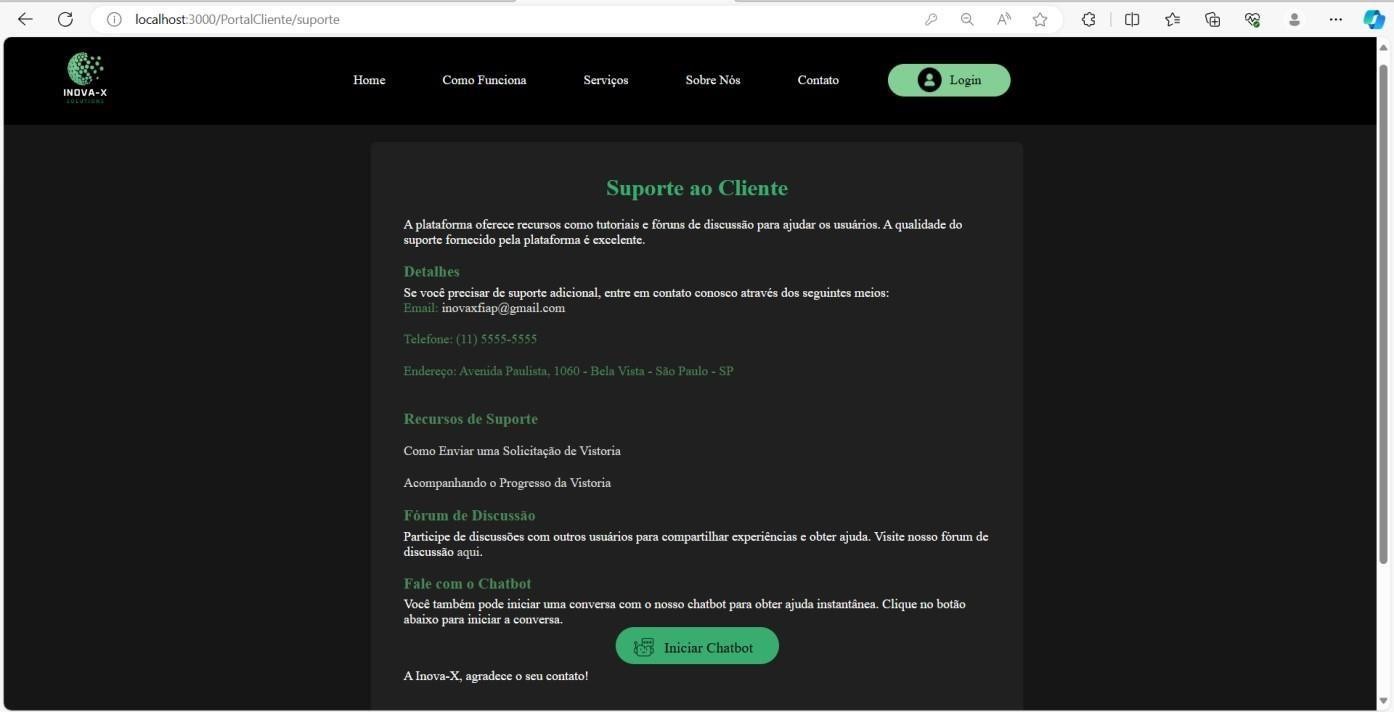 localhost:3000/PortalCliente/suporte
INOVA-X
SOLUTIONS
Home
Como Funciona
Serviços
Sobre Nós
Contato
Login
Suporte ao Cliente
A plataforma oferece recursos como tutoriais e fóruns de discussão para ajudar os usuários. A qualidade do
suporte fornecido pela plataforma é excelente.
Detalhes
Se você precisar de suporte adicional, entre em contato conosco através dos seguintes meios:
Email: inovaxfiap@gmail.com
Telefone: (11) 5555-5555
Endereço: Avenida Paulista, 1060 - Bela Vista - São Paulo - SP
Recursos de Suporte
Como Enviar uma Solicitação de Vistoria
Acompanhando o Progresso da Vistoria
Fórum de Discussão
Participe de discussões com outros usuários para compartilhar experiências e obter ajuda. Visite nosso fórum de
discussão aqui.
Fale com o Chatbot
Você também pode iniciar uma conversa com o nosso chatbot para obter ajuda instantânea. Clique no botão
abaixo para iniciar a conversa.
Iniciar Chatbot
A Inova-X, agradece o seu contato!